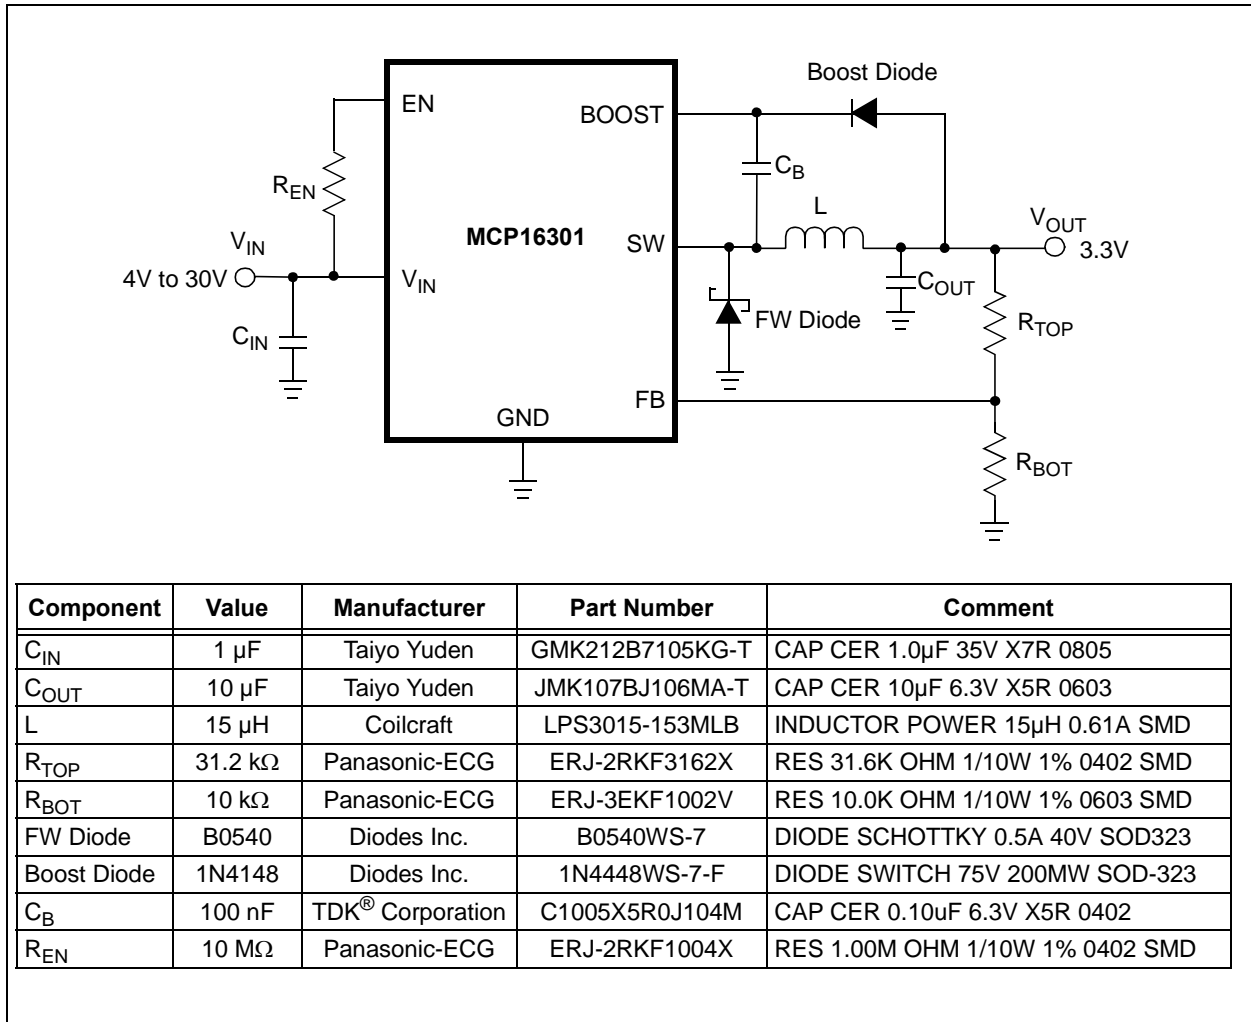 Boost Diode
EN
BOOST
C_B
R_EN
L
V_OUT
V_IN
MCP16301
SW
3.3V
4V to 30V
V_IN
C_OUT
FW Diode
R_TOP
C_IN
FB
GND
R_BOT
Component Value Manufacturer Part Number Comment
C_IN 1 µF Taiyo Yuden GMK212B7105KG-T CAP CER 1.0µF 35V X7R 0805
C_OUT 10 µF Taiyo Yuden JMK107BJ106MA-T CAP CER 10µF 6.3V X5R 0603
L 15 µH Coilcraft LPS3015-153MLB INDUCTOR POWER 15µH 0.61A SMD
R_TOP 31.2 kΩ Panasonic-ECG ERJ-2RKF3162X RES 31.6K OHM 1/10W 1% 0402 SMD
R_BOT 10 kΩ Panasonic-ECG ERJ-3EKF1002V RES 10.0K OHM 1/10W 1% 0603 SMD
FW Diode B0540 Diodes Inc. B0540WS-7 DIODE SCHOTTKY 0.5A 40V SOD323
Boost Diode 1N4148 Diodes Inc. 1N4448WS-7-F DIODE SWITCH 75V 200MW SOD-323
C_B 100 nF TDK® Corporation C1005X5R0J104M CAP CER 0.10uF 6.3V X5R 0402
R_EN 10 MΩ Panasonic-ECG ERJ-2RKF1004X RES 1.00M OHM 1/10W 1% 0402 SMD